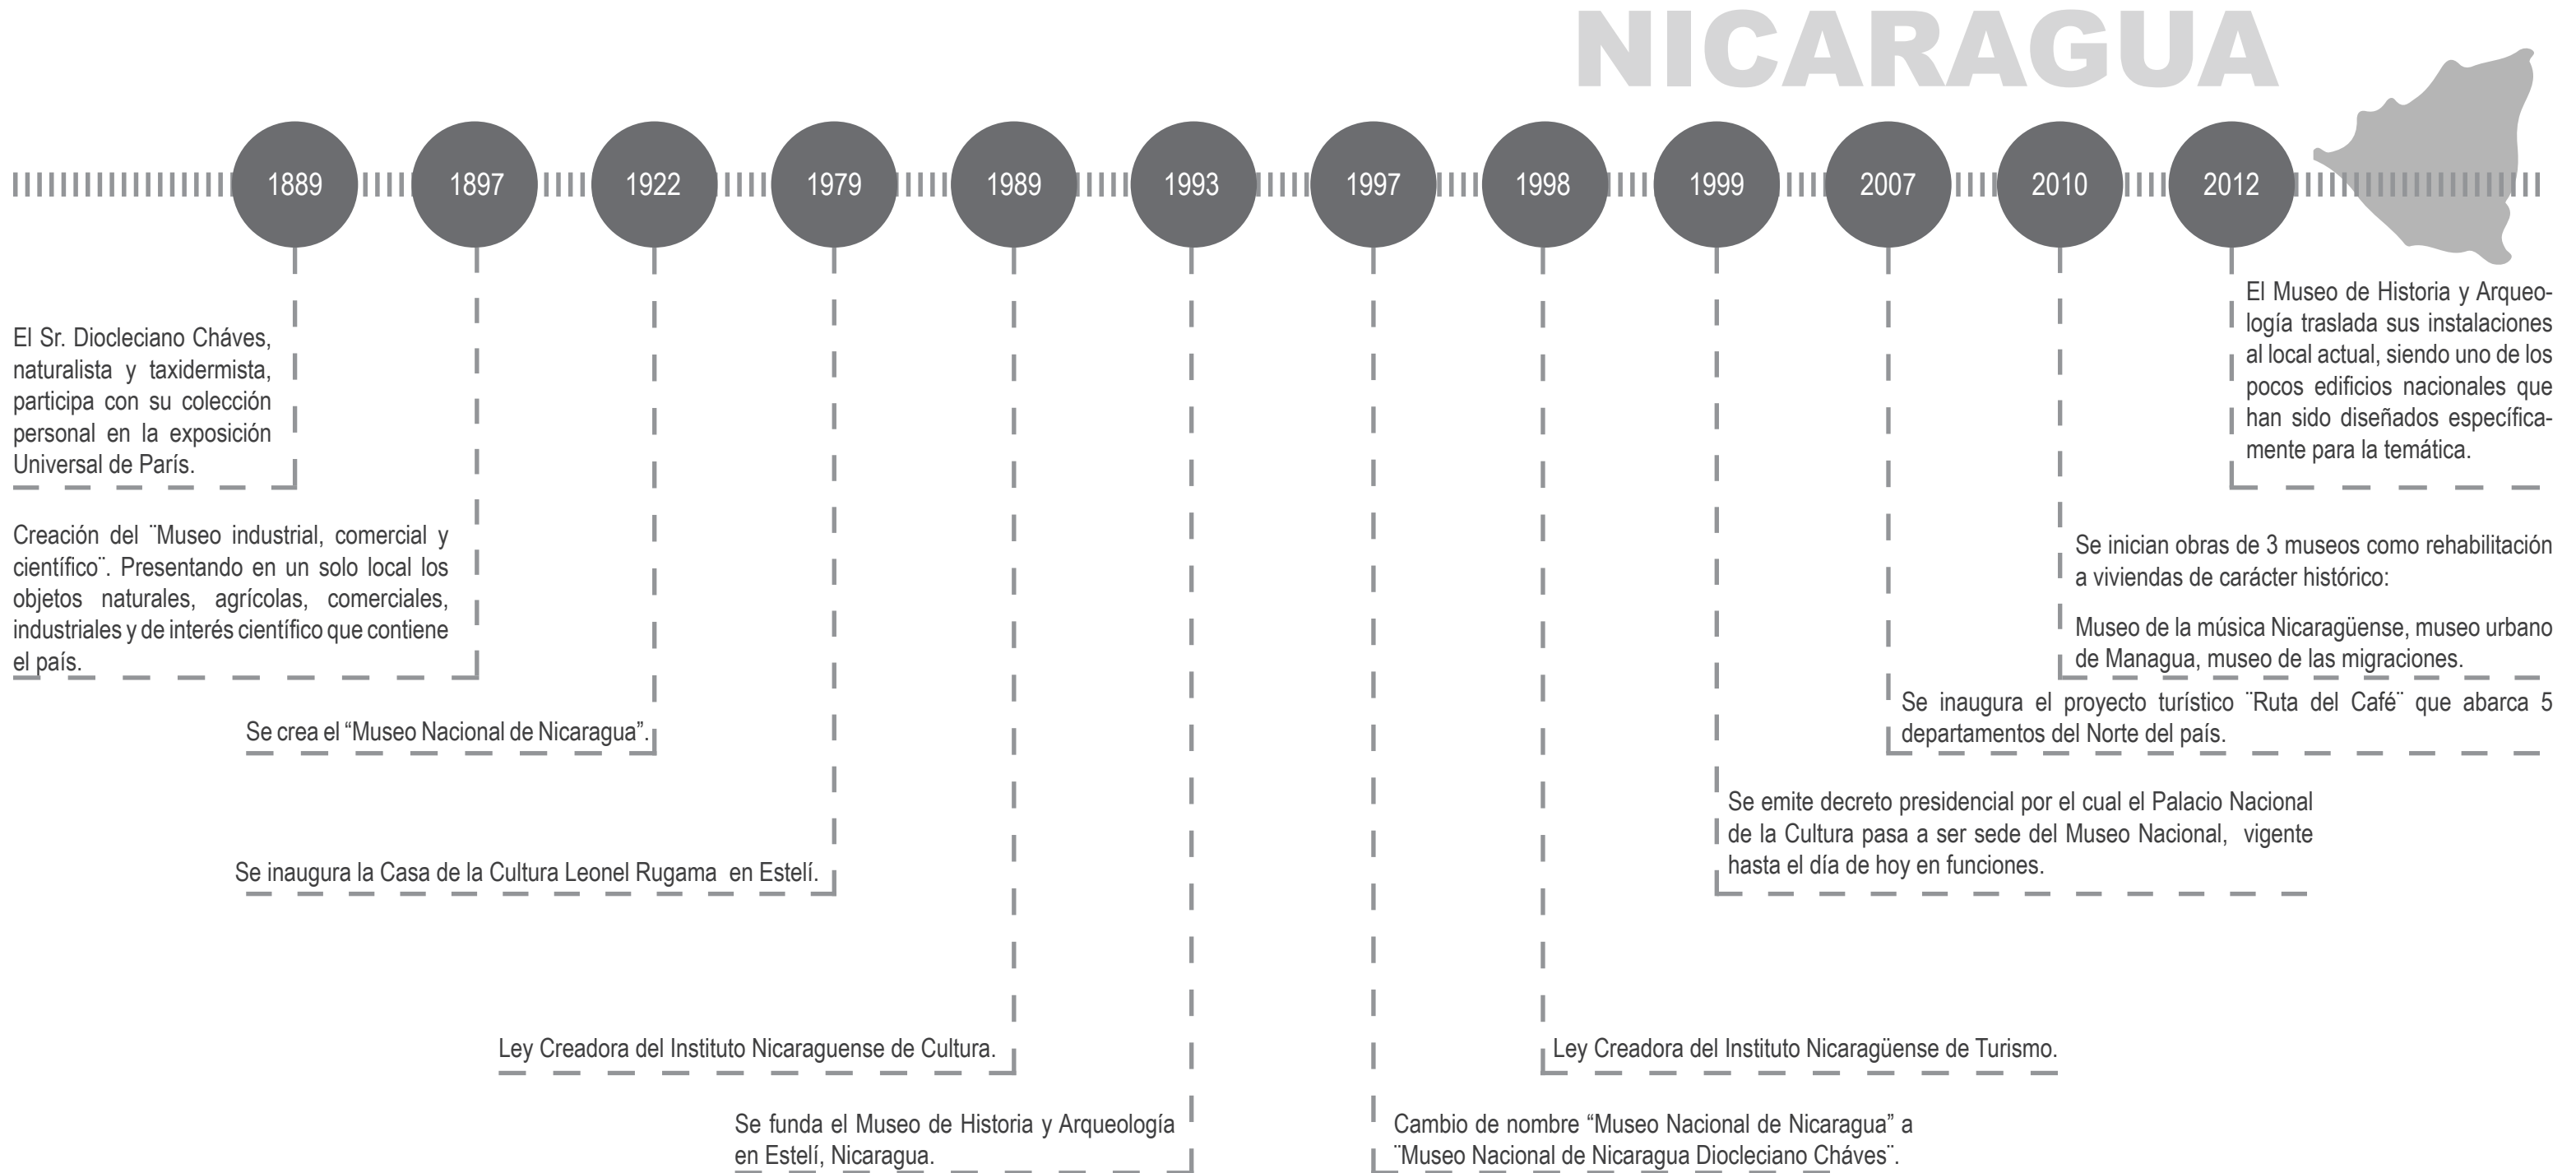 NICARAGUA
1889
1897
1922
1979
1989
1993
1997
1998
1999
2007
2010
2012
El Sr. Diocleciano Cháves,
naturalista y taxidermista,
participa con su colección
personal en la exposición
Universal de París.
Creación del ¨Museo industrial, comercial y
científico¨. Presentando en un solo local los
objetos naturales, agrícolas, comerciales,
industriales y de interés científico que contiene
el país.
Se crea el “Museo Nacional de Nicaragua”.
Se inaugura la Casa de la Cultura Leonel Rugama  en Estelí.
Ley Creadora del Instituto Nicaraguense de Cultura.
Se funda el Museo de Historia y Arqueología
en Estelí, Nicaragua.
Cambio de nombre “Museo Nacional de Nicaragua” a
¨Museo Nacional de Nicaragua Diocleciano Cháves¨.
Ley Creadora del Instituto Nicaragüense de Turismo.
Se emite decreto presidencial por el cual el Palacio Nacional
de la Cultura pasa a ser sede del Museo Nacional,  vigente
hasta el día de hoy en funciones.
Se inaugura el proyecto turístico ¨Ruta del Café¨ que abarca 5
departamentos del Norte del país.
Se inician obras de 3 museos como rehabilitación
a viviendas de carácter histórico:
Museo de la música Nicaragüense, museo urbano
de Managua, museo de las migraciones.
El Museo de Historia y Arqueo-
logía traslada sus instalaciones
al local actual, siendo uno de los
pocos edificios nacionales que
han sido diseñados específica-
mente para la temática.